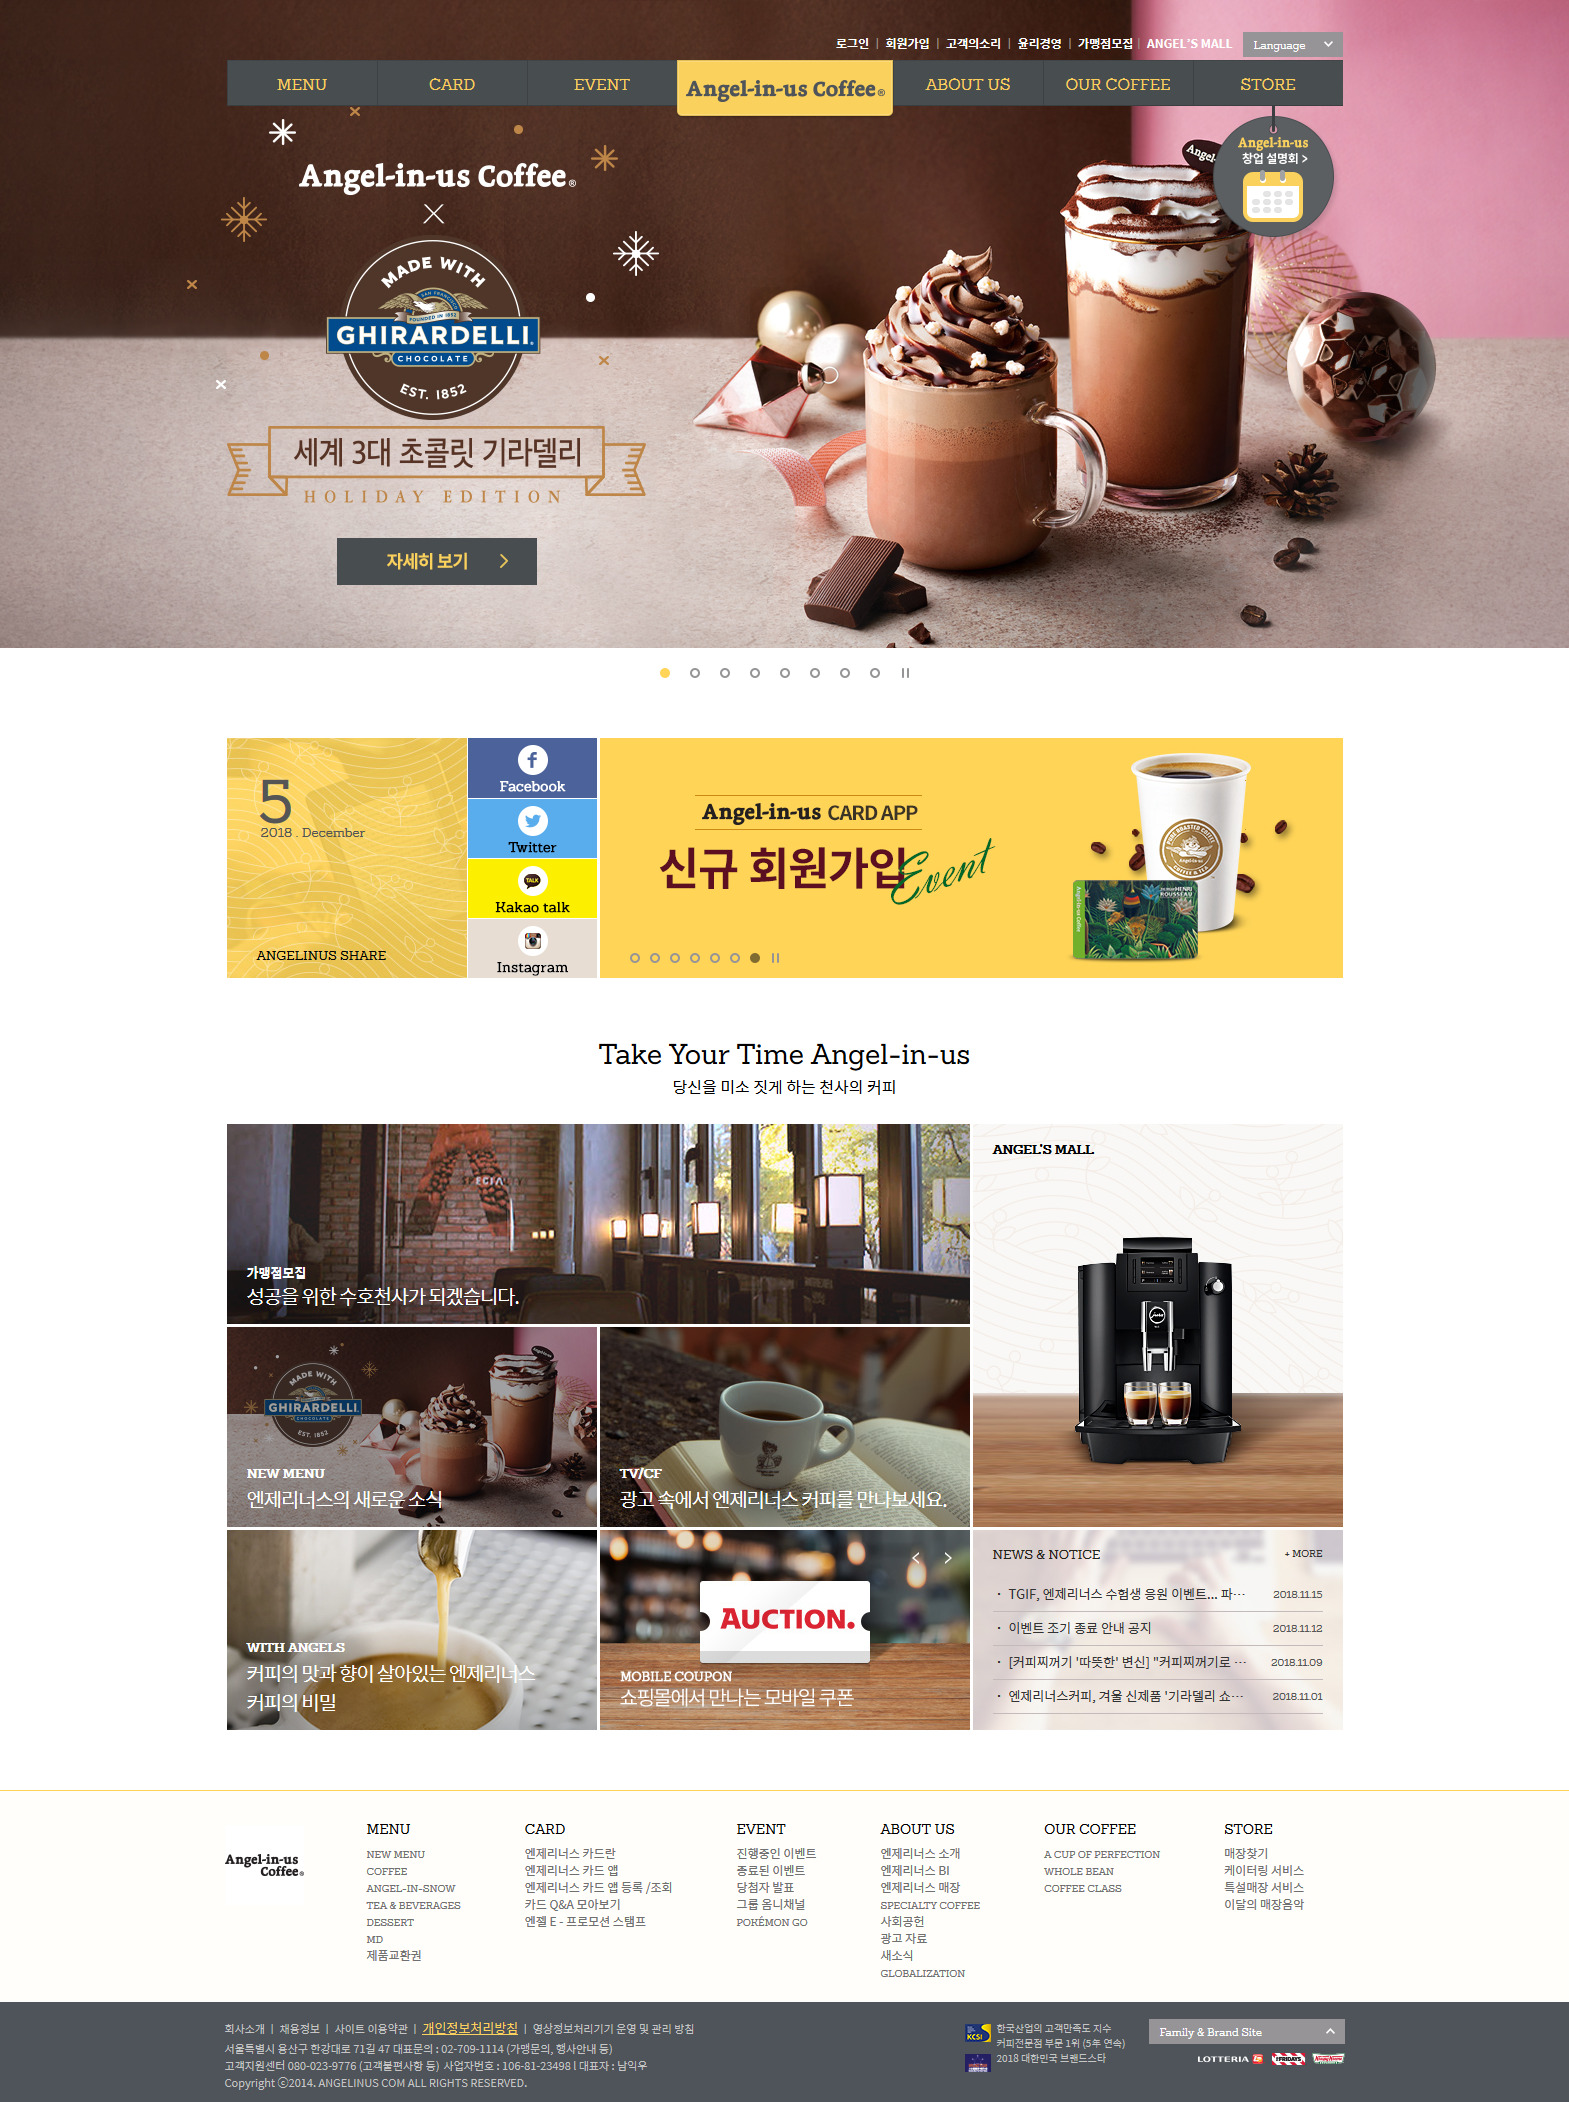 로그인 | 회원가입 | 고객의소리 | 윤리경영 | 가맹점모집 | ANGEL'S MALL
Language
MENU
CARD
EVENT
Angel-in-us Coffee®
ABOUT US
OUR COFFEE
STORE
Angel-in-us
창업 설명회 >
Angel-in-us Coffee®
MADE WITH
SAN FRANCISCO
FOUNDED IN 1852
GHIRARDELLI
CHOCOLATE
EST. 1852
세계 3대 초콜릿 기라델리
HOLIDAY EDITION
자세히 보기
5
2018 . December
ANGELINUS SHARE
Facebook
Twitter
TALK
Kakao talk
Instagram
Angel-in-us CARD APP
신규 회원가입 Event
HENRI
ROUSSEAU
Angel-in-us Coffee
Take Your Time Angel-in-us
당신을 미소 짓게 하는 천사의 커피
가맹점모집
성공을 위한 수호천사가 되겠습니다.
ANGEL'S MALL
MADE WITH
GHIRARDELLI
CHOCOLATE
EST. 1852
NEW MENU
엔제리너스의 새로운 소식
TV/CF
광고 속에서 엔제리너스 커피를 만나보세요.
WITH ANGELS
커피의 맛과 향이 살아있는 엔제리너스
커피의 비밀
AUCTION.
MOBILE COUPON
쇼핑몰에서 만나는 모바일 쿠폰
NEWS & NOTICE
+ MORE
· TGIF, 엔제리너스 수험생 응원 이벤트... 파··· 2018.11.15
· 이벤트 조기 종료 안내 공지 2018.11.12
· [커피찌꺼기 '따뜻한' 변신] "커피찌꺼기로 ··· 2018.11.09
· 엔제리너스커피, 겨울 신제품 '기라델리 쇼··· 2018.11.01
Angel-in-us
Coffee®
MENU
NEW MENU
COFFEE
ANGEL-IN-SNOW
TEA & BEVERAGES
DESSERT
MD
제품교환권
CARD
엔제리너스 카드란
엔제리너스 카드 앱
엔제리너스 카드 앱 등록 /조회
카드 Q&A 모아보기
엔젤 E - 프로모션 스탬프
EVENT
진행중인 이벤트
종료된 이벤트
당첨자 발표
그룹 옴니채널
POKÉMON GO
ABOUT US
엔제리너스 소개
엔제리너스 BI
엔제리너스 매장
SPECIALTY COFFEE
사회공헌
광고 자료
새소식
GLOBALIZATION
OUR COFFEE
A CUP OF PERFECTION
WHOLE BEAN
COFFEE CLASS
STORE
매장찾기
케이터링 서비스
특설매장 서비스
이달의 매장음악
회사소개 | 채용정보 | 사이트 이용약관 | 개인정보처리방침 | 영상정보처리기기 운영 및 관리 방침
서울특별시 용산구 한강대로 71길 47 대표문의 : 02-709-1114 (가맹문의, 행사안내 등)
고객지원센터 080-023-9776 (고객불편사항 등) 사업자번호 : 106-81-23498 l 대표자 : 남익우
Copyright ⓒ2014. ANGELINUS COM ALL RIGHTS RESERVED.
KCSI
한국산업의 고객만족도 지수
커피전문점 부문 1위 (5年 연속)
2018 대한민국 브랜드스타
Family & Brand Site
LOTTERIA
FRIDAYS